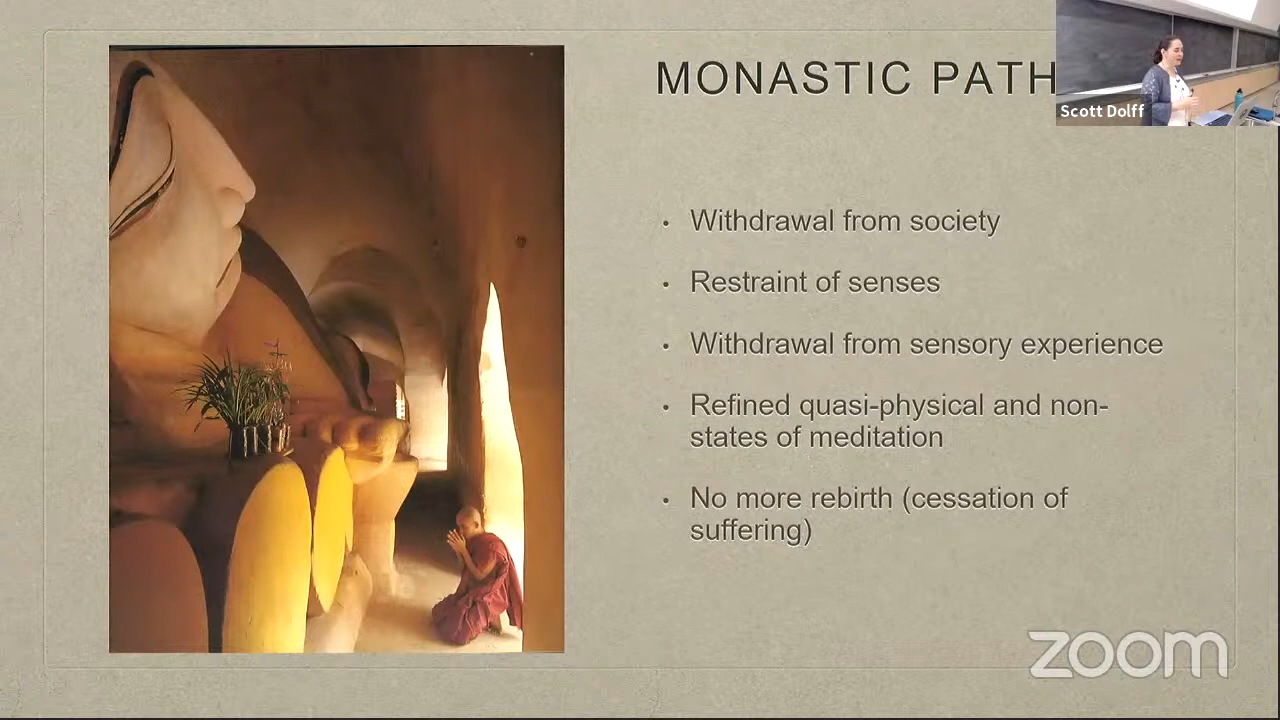 MONASTIC PATH
Scott Dolff
• Withdrawal from society
• Restraint of senses
• Withdrawal from sensory experience
• Refined quasi-physical and non-
states of meditation
• No more rebirth (cessation of
suffering)
zoom